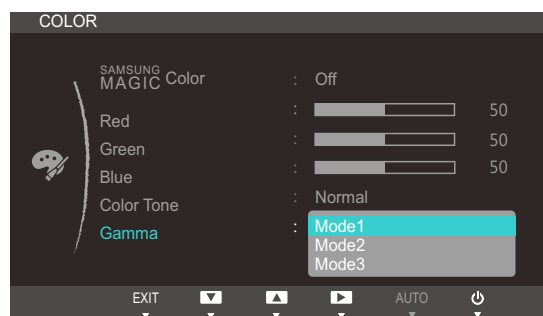 COLOR
SAMSUNG
MAGIC Color : Off
Red : 50
Green : 50
Blue : 50
Color Tone : Normal
Gamma : Mode1
Mode2
Mode3
EXIT AUTO